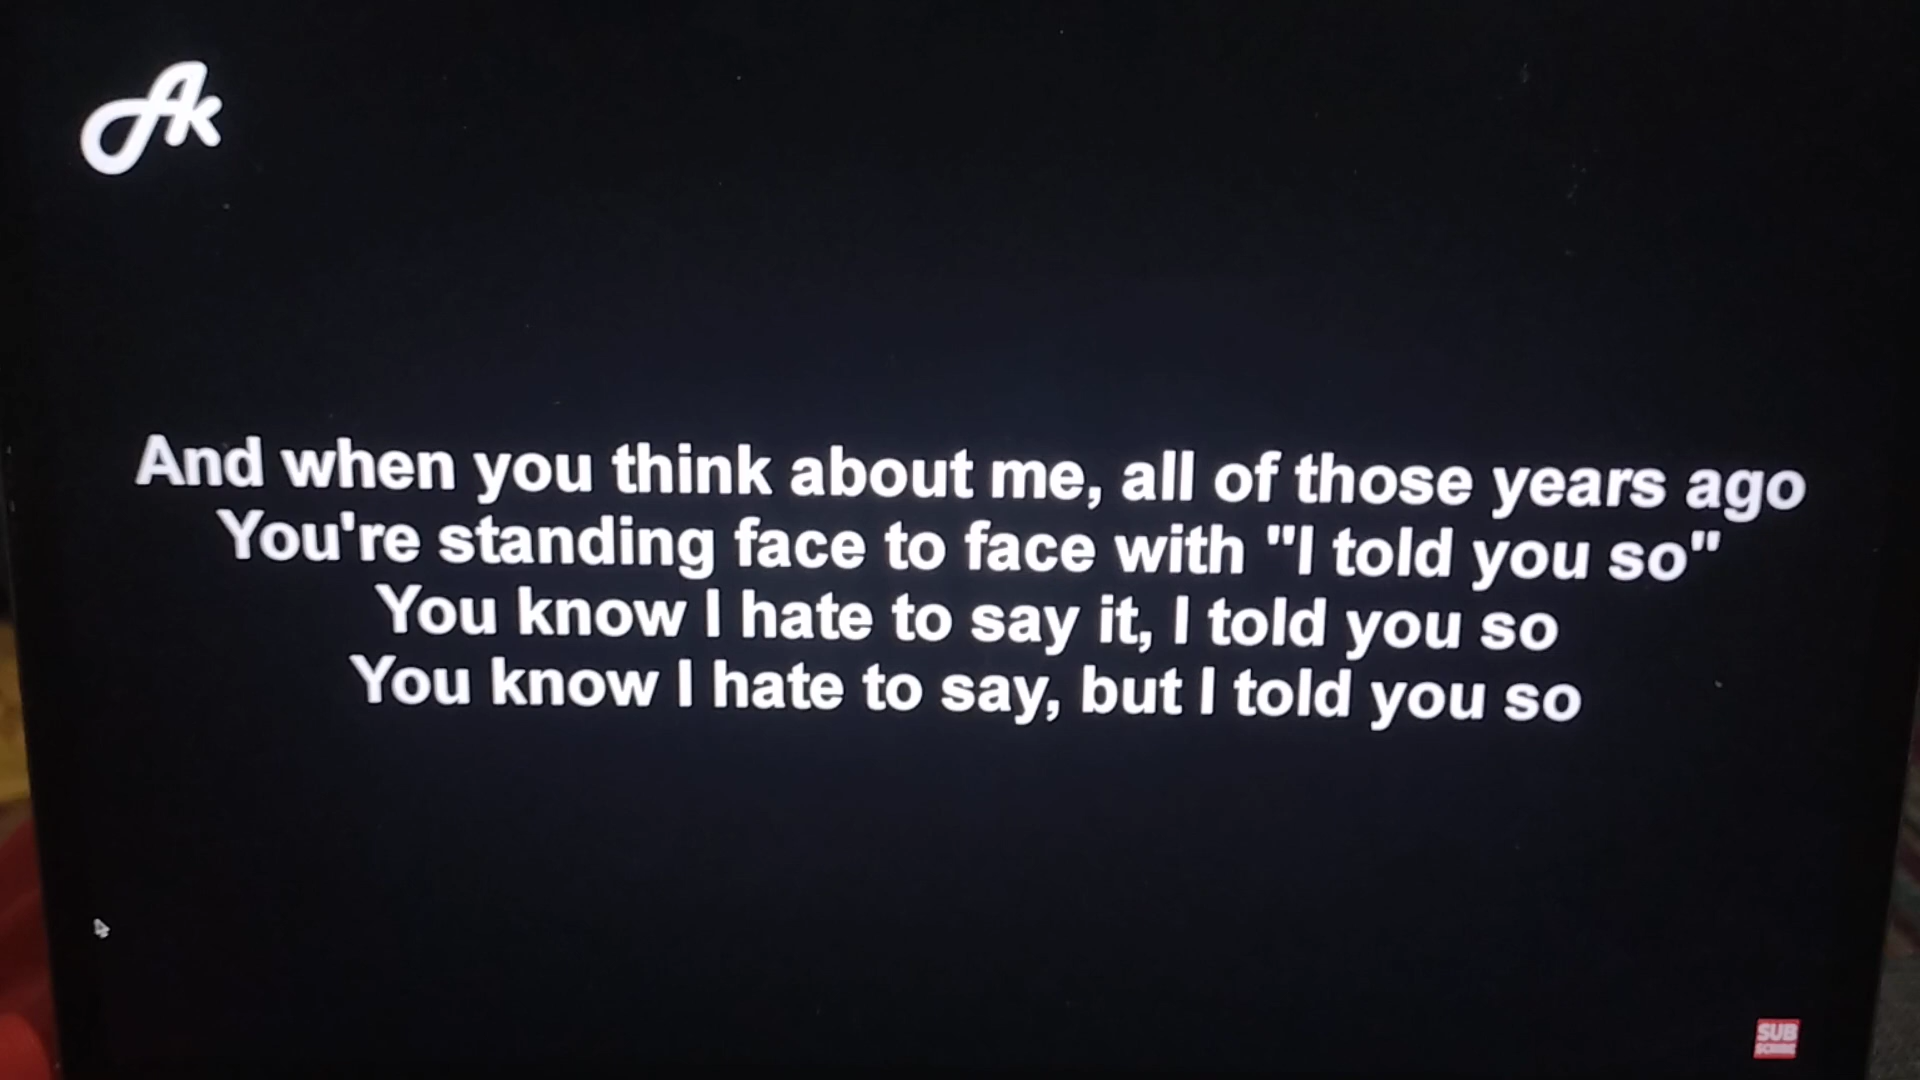 Ak
And when you think about me, all of those years ago
You're standing face to face with "I told you so"
You know I hate to say it, I told you so
You know I hate to say, but I told you so
SUB
SCRIBE